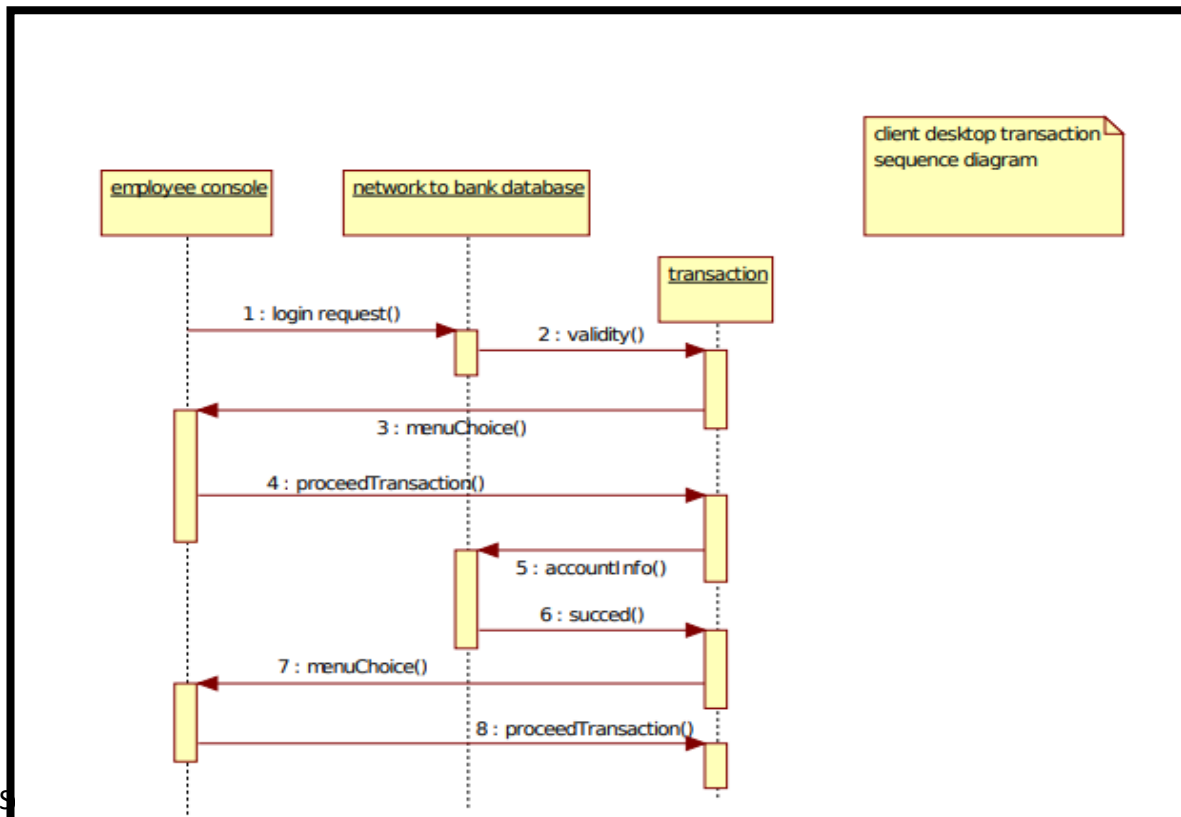 client desktop transaction
sequence diagram
employee console
network to bank database
transaction
1 : login request()
2 : validity()
3 : menuChoice()
4 : proceedTransaction()
5 : accountInfo()
6 : succed()
7 : menuChoice()
8 : proceedTransaction()
s